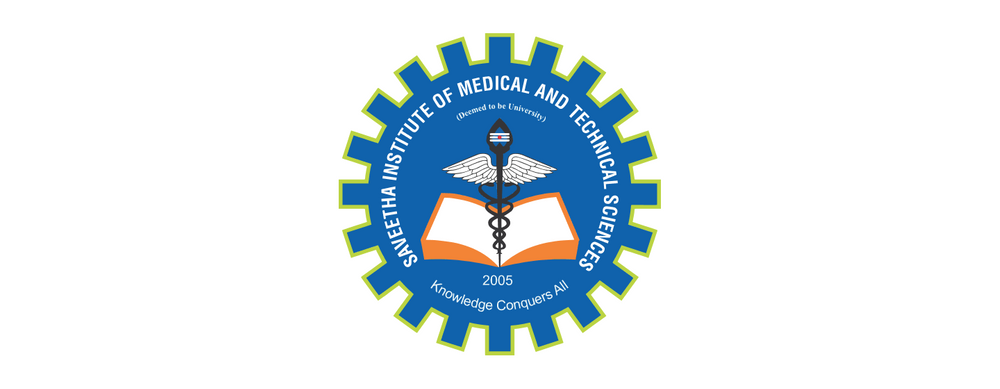 SAVEETHA INSTITUTE OF MEDICAL AND TECHNICAL SCIENCES
(Deemed to be University)
2005
Knowledge Conquers All